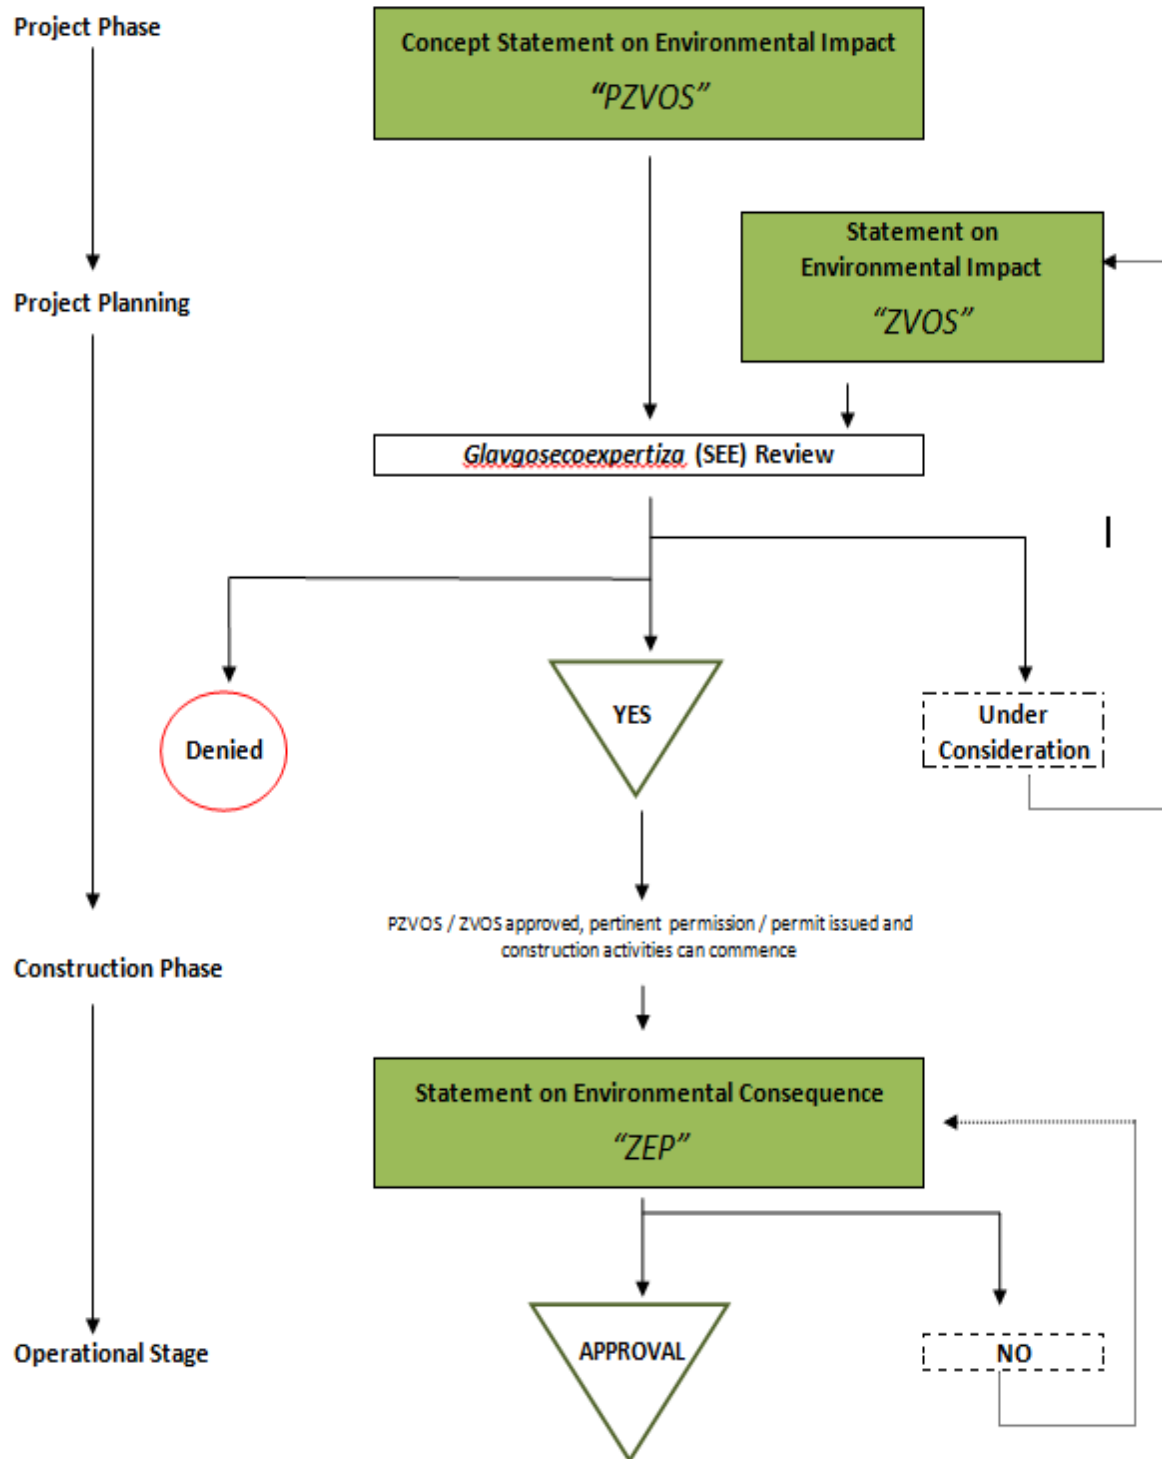 Project Phase
Concept Statement on Environmental Impact
“PZVOS”
Statement on
Environmental Impact
“ZVOS”
Project Planning
Glavgosecoexpertiza (SEE) Review
Denied
YES
Under
Consideration
PZVOS / ZVOS approved, pertinent permission / permit issued and
construction activities can commence
Construction Phase
Statement on Environmental Consequence
“ZEP”
APPROVAL
NO
Operational Stage